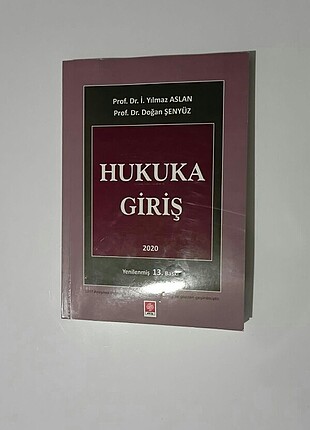 Prof. Dr. İ. Yılmaz ASLAN
Prof. Dr. Doğan ŞENYÜZ
HUKUKA
GİRİŞ
2020
Yenilenmiş 13. Baskı